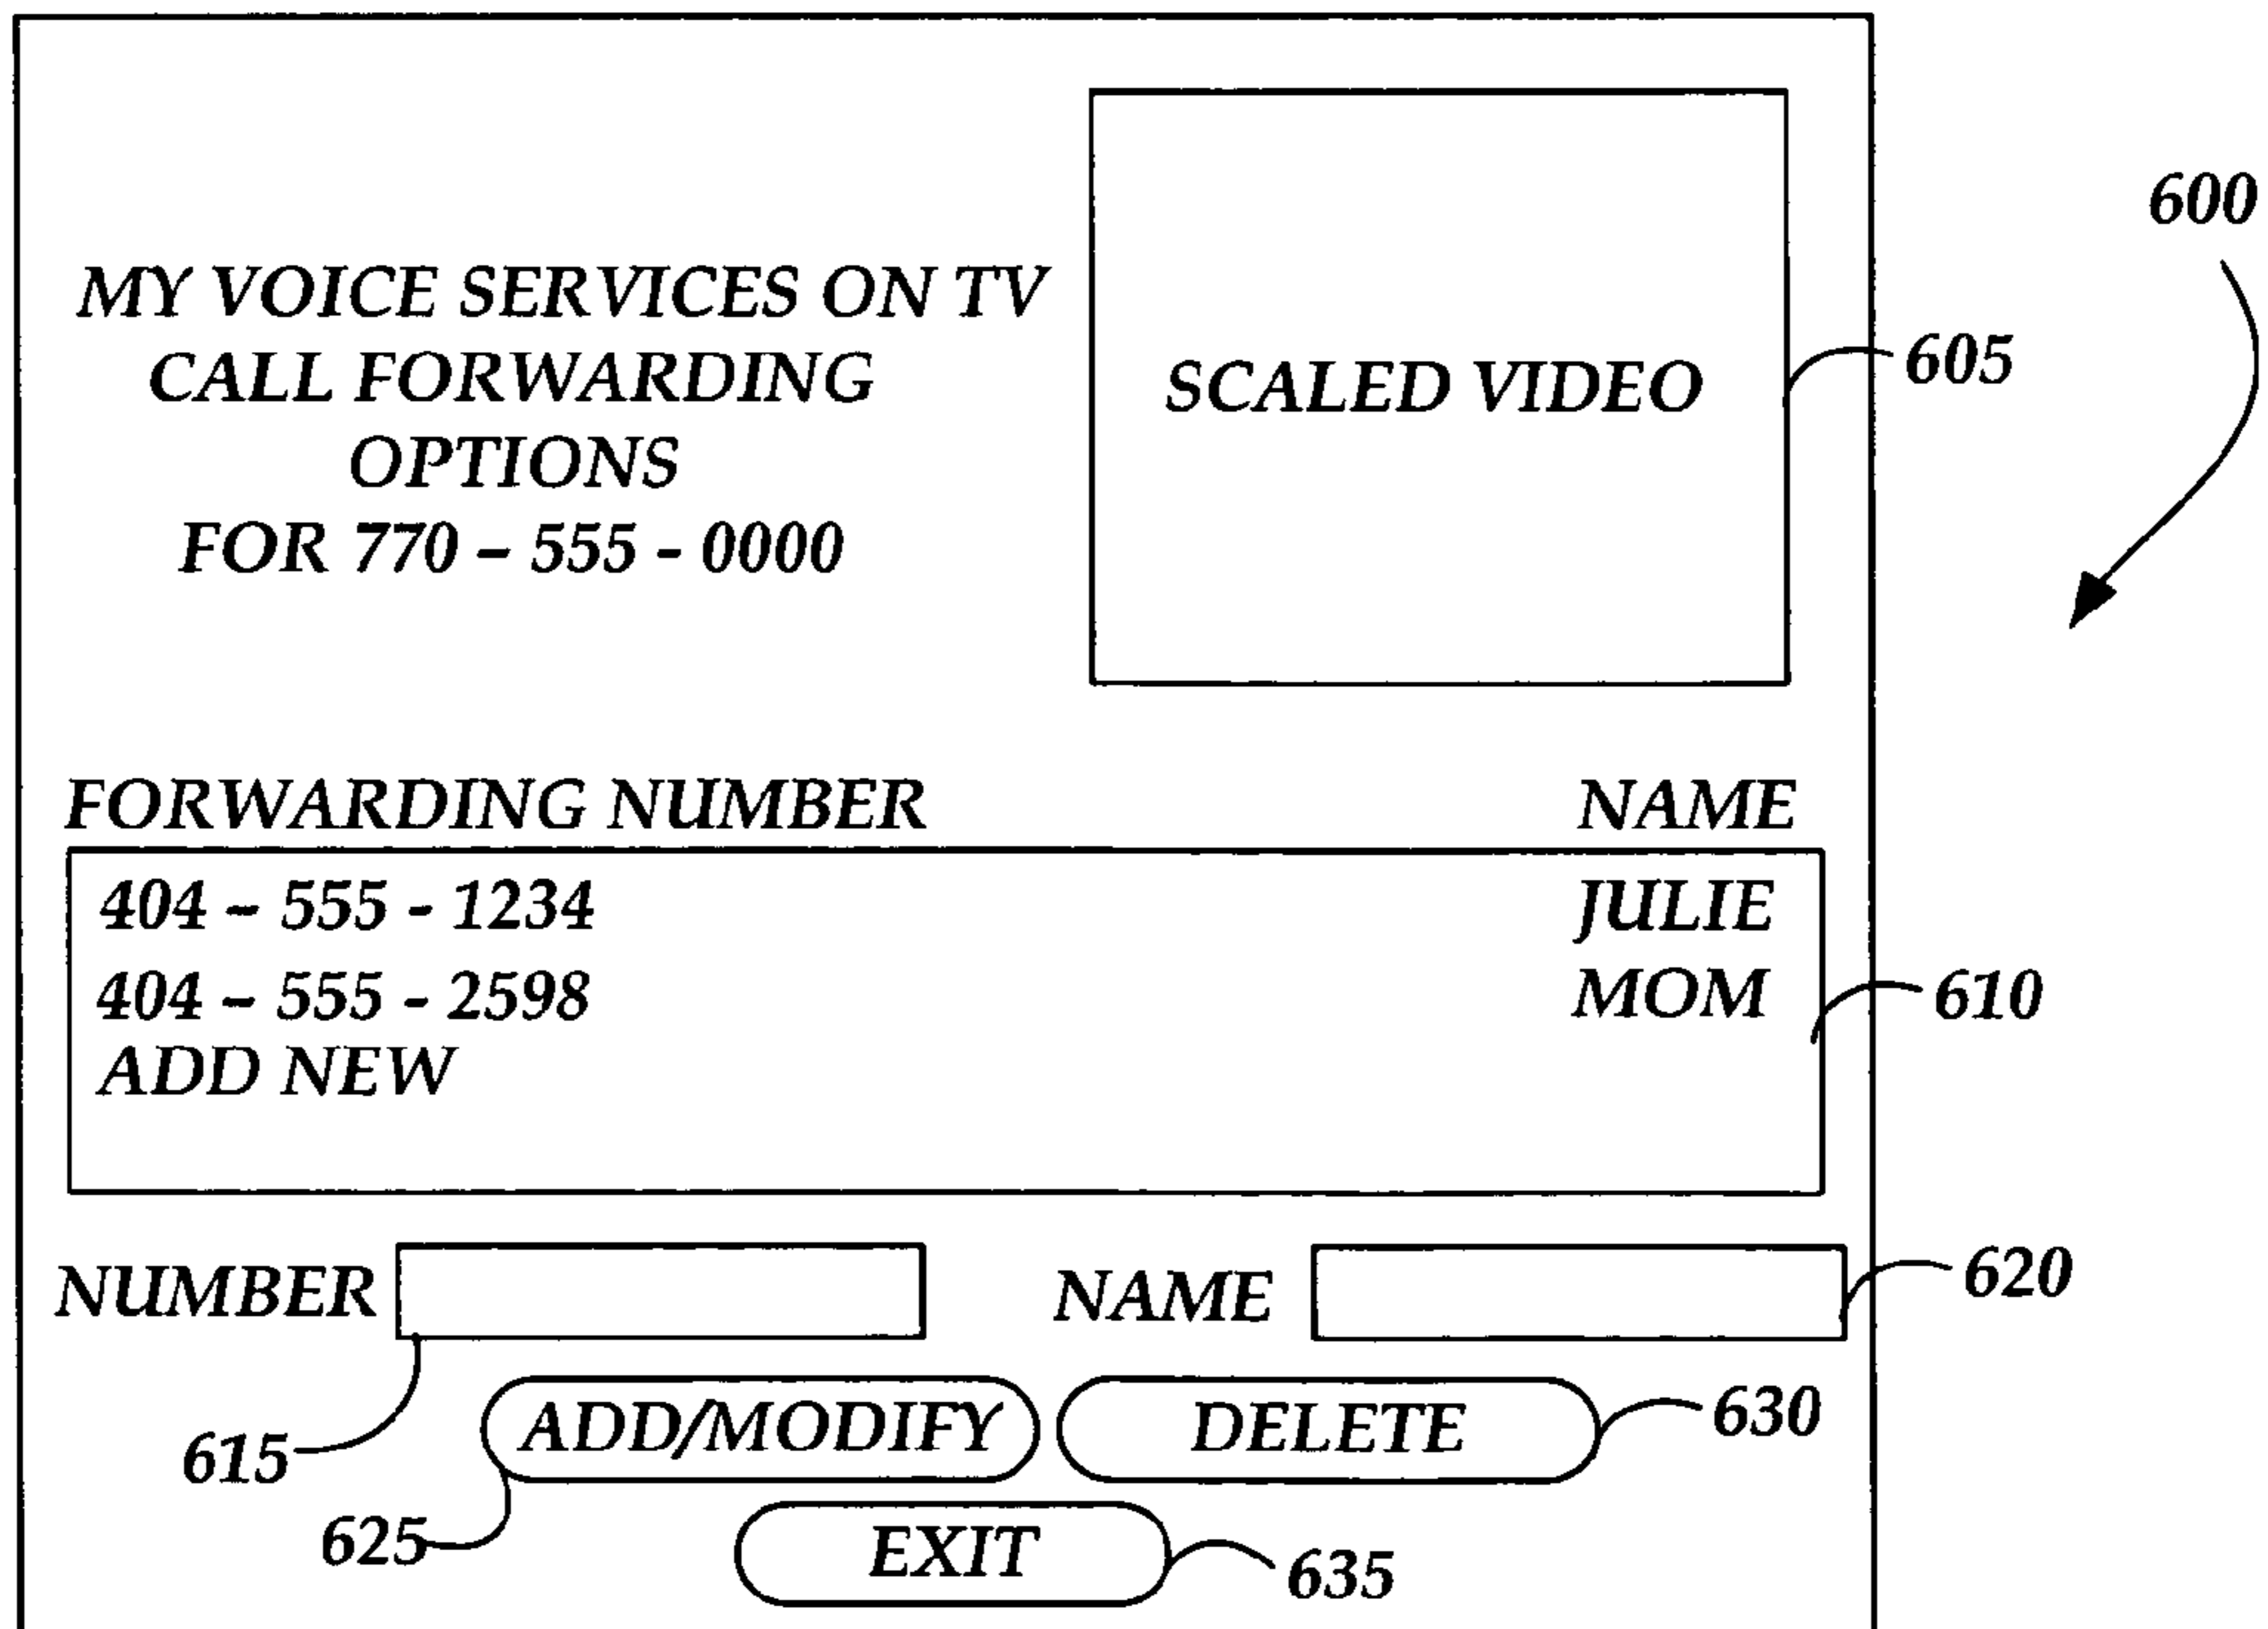 600
MY VOICE SERVICES ON TV
CALL FORWARDING
OPTIONS
FOR 770 – 555 - 0000
SCALED VIDEO
605
FORWARDING NUMBER NAME
404 – 555 - 1234 JULIE
404 – 555 - 2598 MOM
ADD NEW
610
NUMBER NAME
620
615
ADD/MODIFY DELETE
630
625
EXIT
635